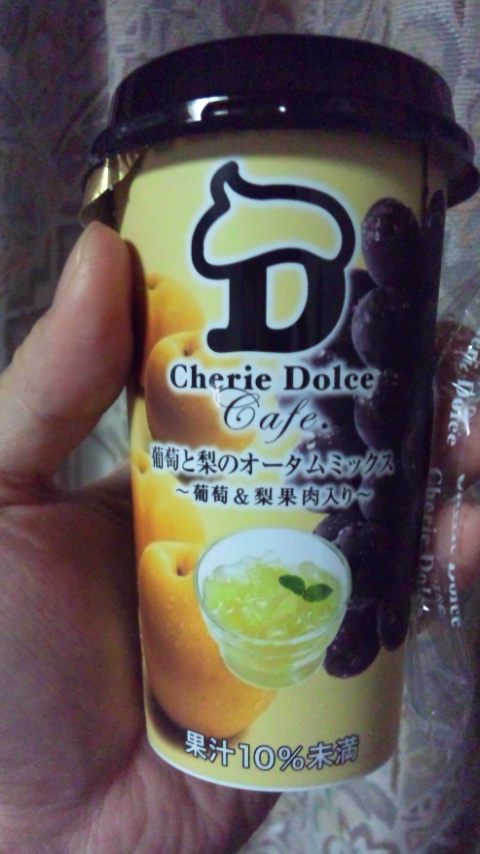 D
Cherie Dolce
Cafe.
葡萄と梨のオータムミックス
～葡萄&梨果肉入り～
果汁10%未満